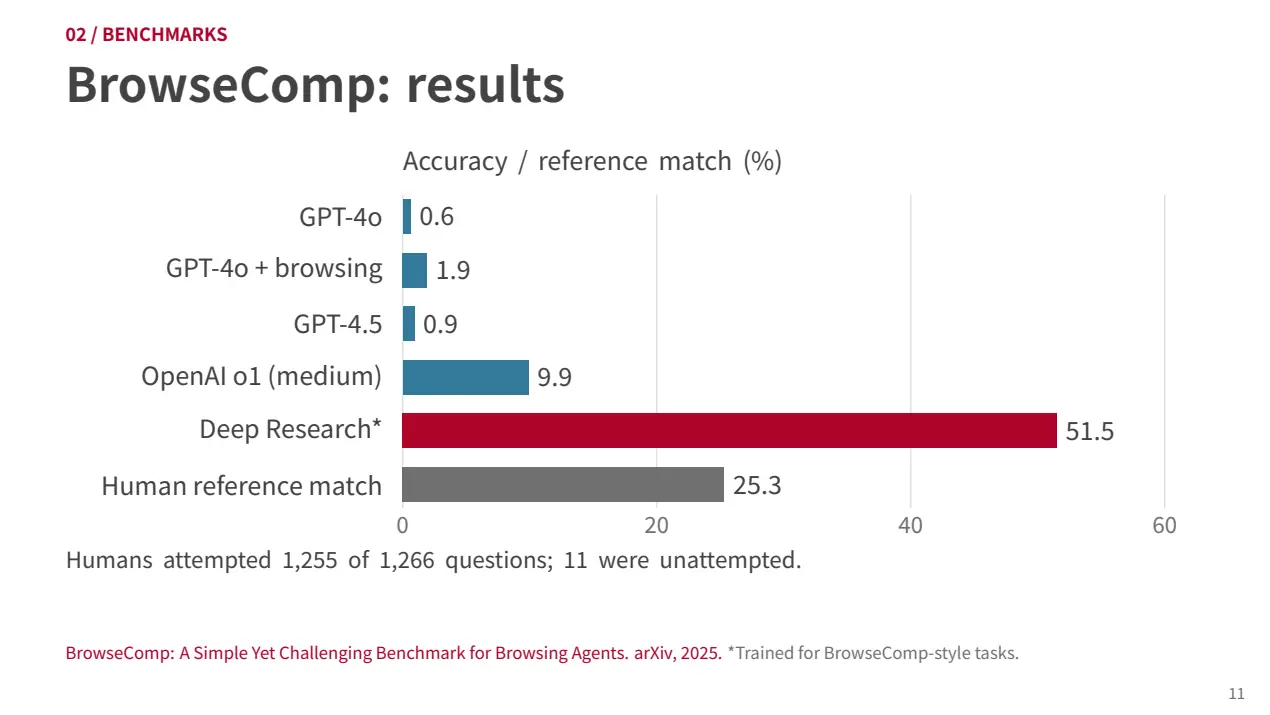 02 / BENCHMARKS
BrowseComp: results
Accuracy / reference match (%)
GPT-4o 0.6
GPT-4o + browsing 1.9
GPT-4.5 0.9
OpenAI o1 (medium) 9.9
Deep Research* 51.5
Human reference match 25.3
0 20 40 60
Humans attempted 1,255 of 1,266 questions; 11 were unattempted.
BrowseComp: A Simple Yet Challenging Benchmark for Browsing Agents. arXiv, 2025. *Trained for BrowseComp-style tasks.
11